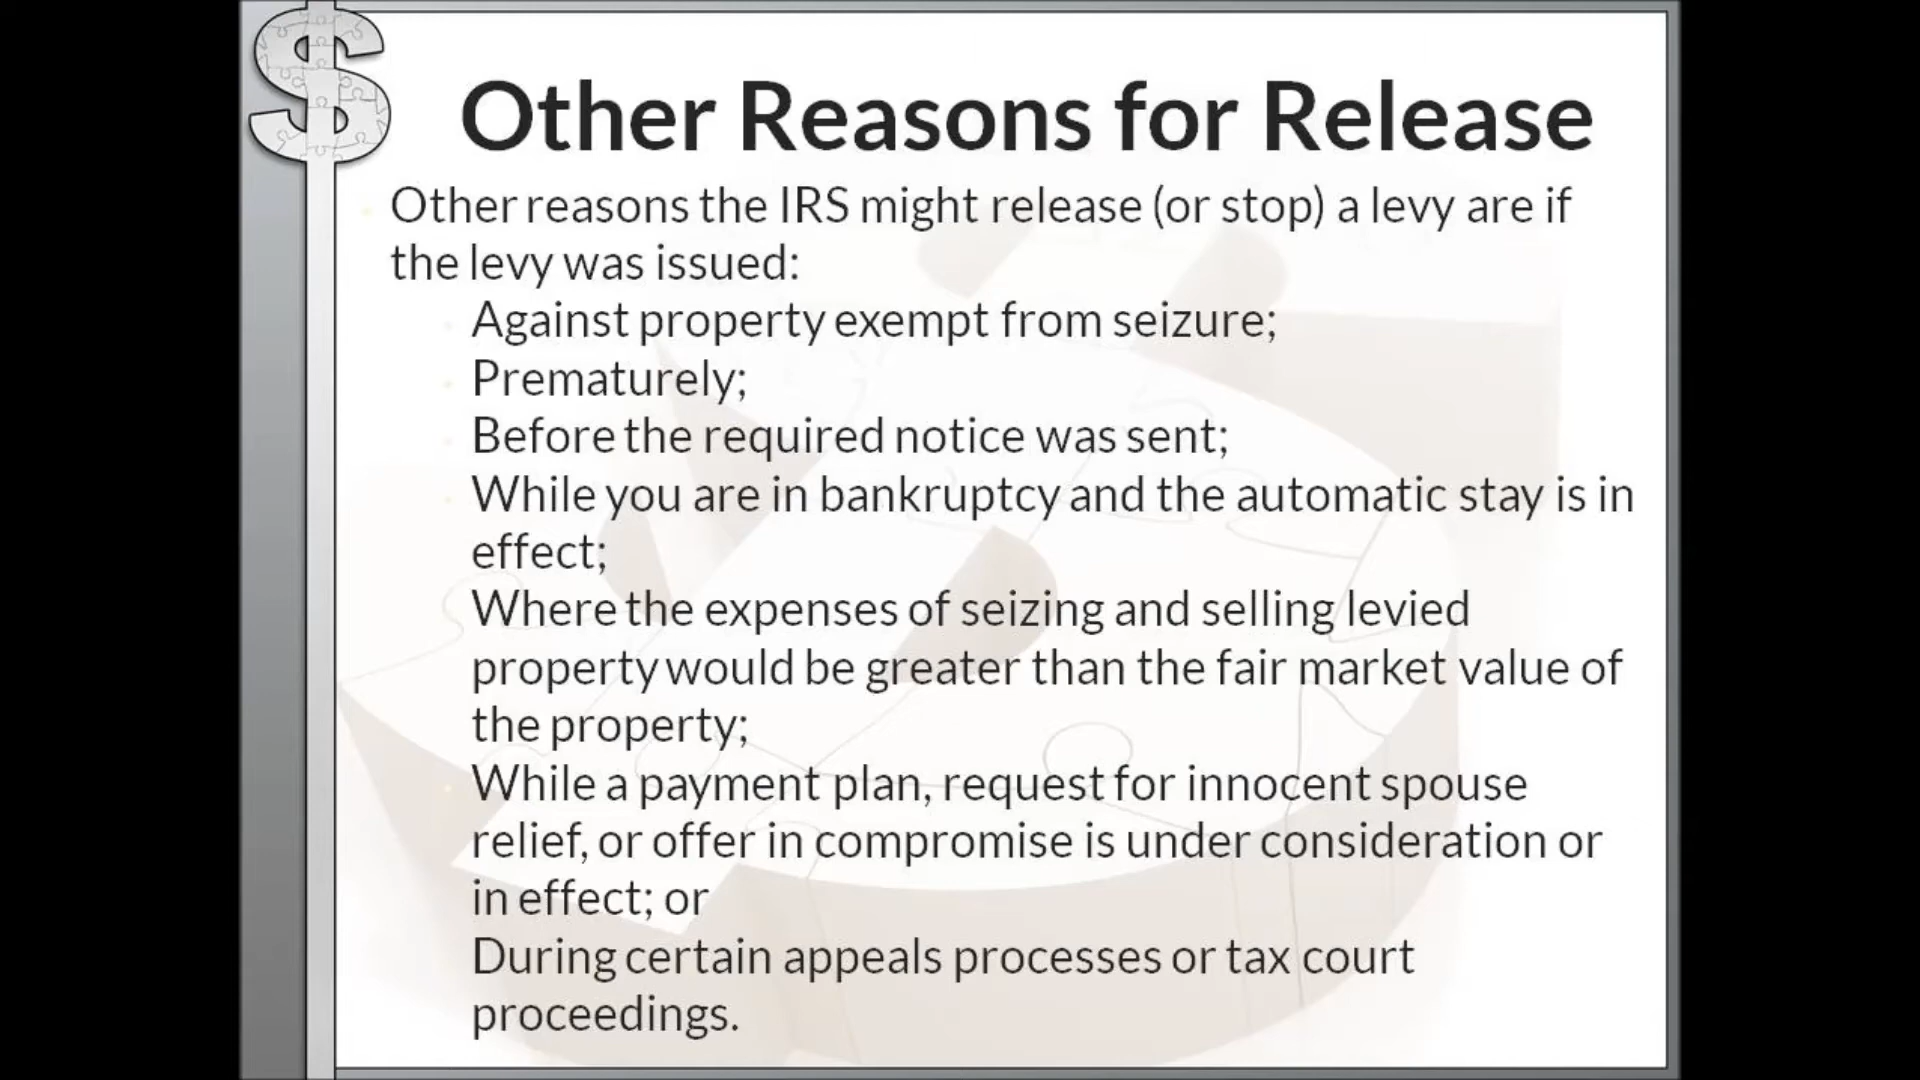 Other Reasons for Release
Other reasons the IRS might release (or stop) a levy are if
the levy was issued:
Against property exempt from seizure;
Prematurely;
Before the required notice was sent;
While you are in bankruptcy and the automatic stay is in
effect;
Where the expenses of seizing and selling levied
property would be greater than the fair market value of
the property;
While a payment plan, request for innocent spouse
relief, or offer in compromise is under consideration or
in effect; or
During certain appeals processes or tax court
proceedings.